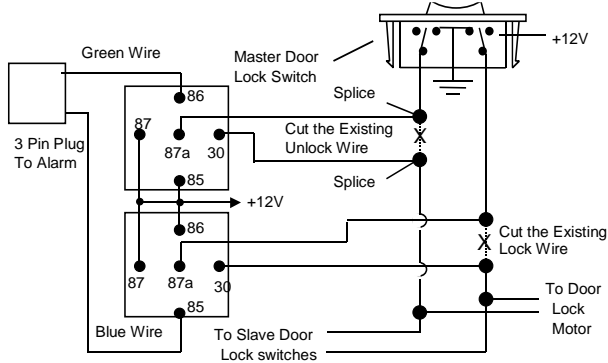 Green Wire
Master Door
Lock Switch
+12V
3 Pin Plug
To Alarm
86
87
87a
30
85
Splice
Cut the Existing
Unlock Wire
X
Splice
+12V
86
87
87a
30
85
Cut the Existing
Lock Wire
X
Blue Wire
To Slave Door
Lock switches
To Door
Lock
Motor